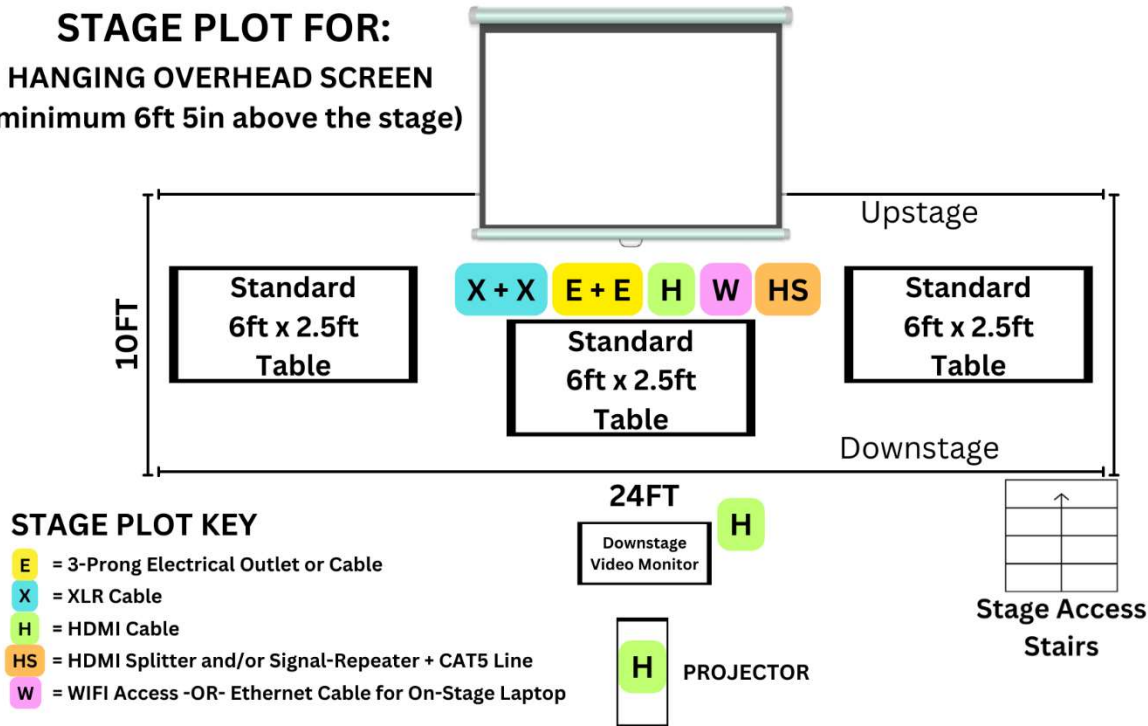 STAGE PLOT FOR:
HANGING OVERHEAD SCREEN
minimum 6ft 5in above the stage)
Upstage
X + X E + E H W HS
Standard
6ft x 2.5ft
Table
Standard
6ft x 2.5ft
Table
Standard
6ft x 2.5ft
Table
10FT
Downstage
24FT
H
Downstage
Video Monitor
STAGE PLOT KEY
E = 3-Prong Electrical Outlet or Cable
X = XLR Cable
H = HDMI Cable
HS = HDMI Splitter and/or Signal-Repeater + CAT5 Line
W = WIFI Access -OR- Ethernet Cable for On-Stage Laptop
H PROJECTOR
Stage Access
Stairs